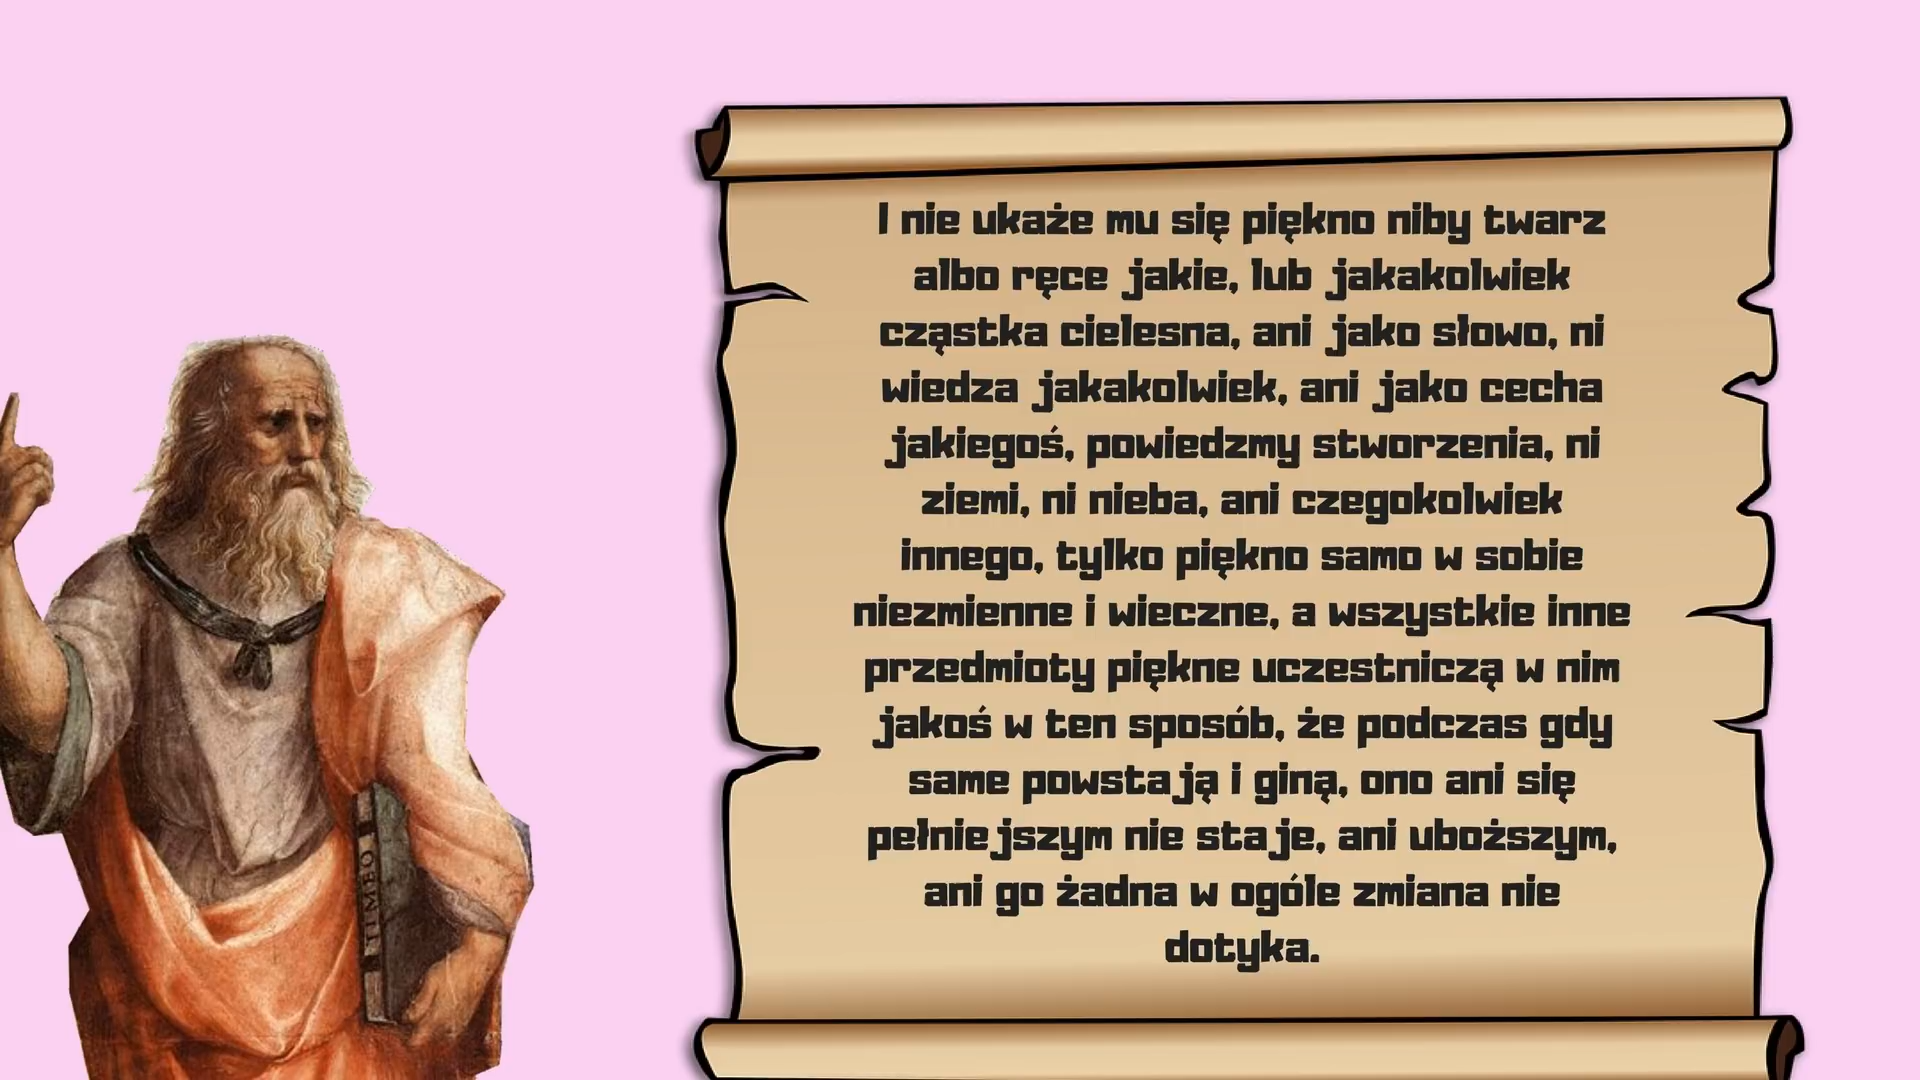 I nie ukaże mu się piękno niby twarz
albo ręce jakie, lub jakakolwiek
cząstka cielesna, ani jako słowo, ni
wiedza jakakolwiek, ani jako cecha
jakiegoś, powiedzmy stworzenia, ni
ziemi, ni nieba, ani czegokolwiek
innego, tylko piękno samo w sobie
niezmienne i wieczne, a wszystkie inne
przedmioty piękne uczestniczą w nim
jakoś w ten sposób, że podczas gdy
same powstają i giną, ono ani się
pełniejszym nie staje, ani uboższym,
ani go żadna w ogóle zmiana nie
dotyka.
TIMEO